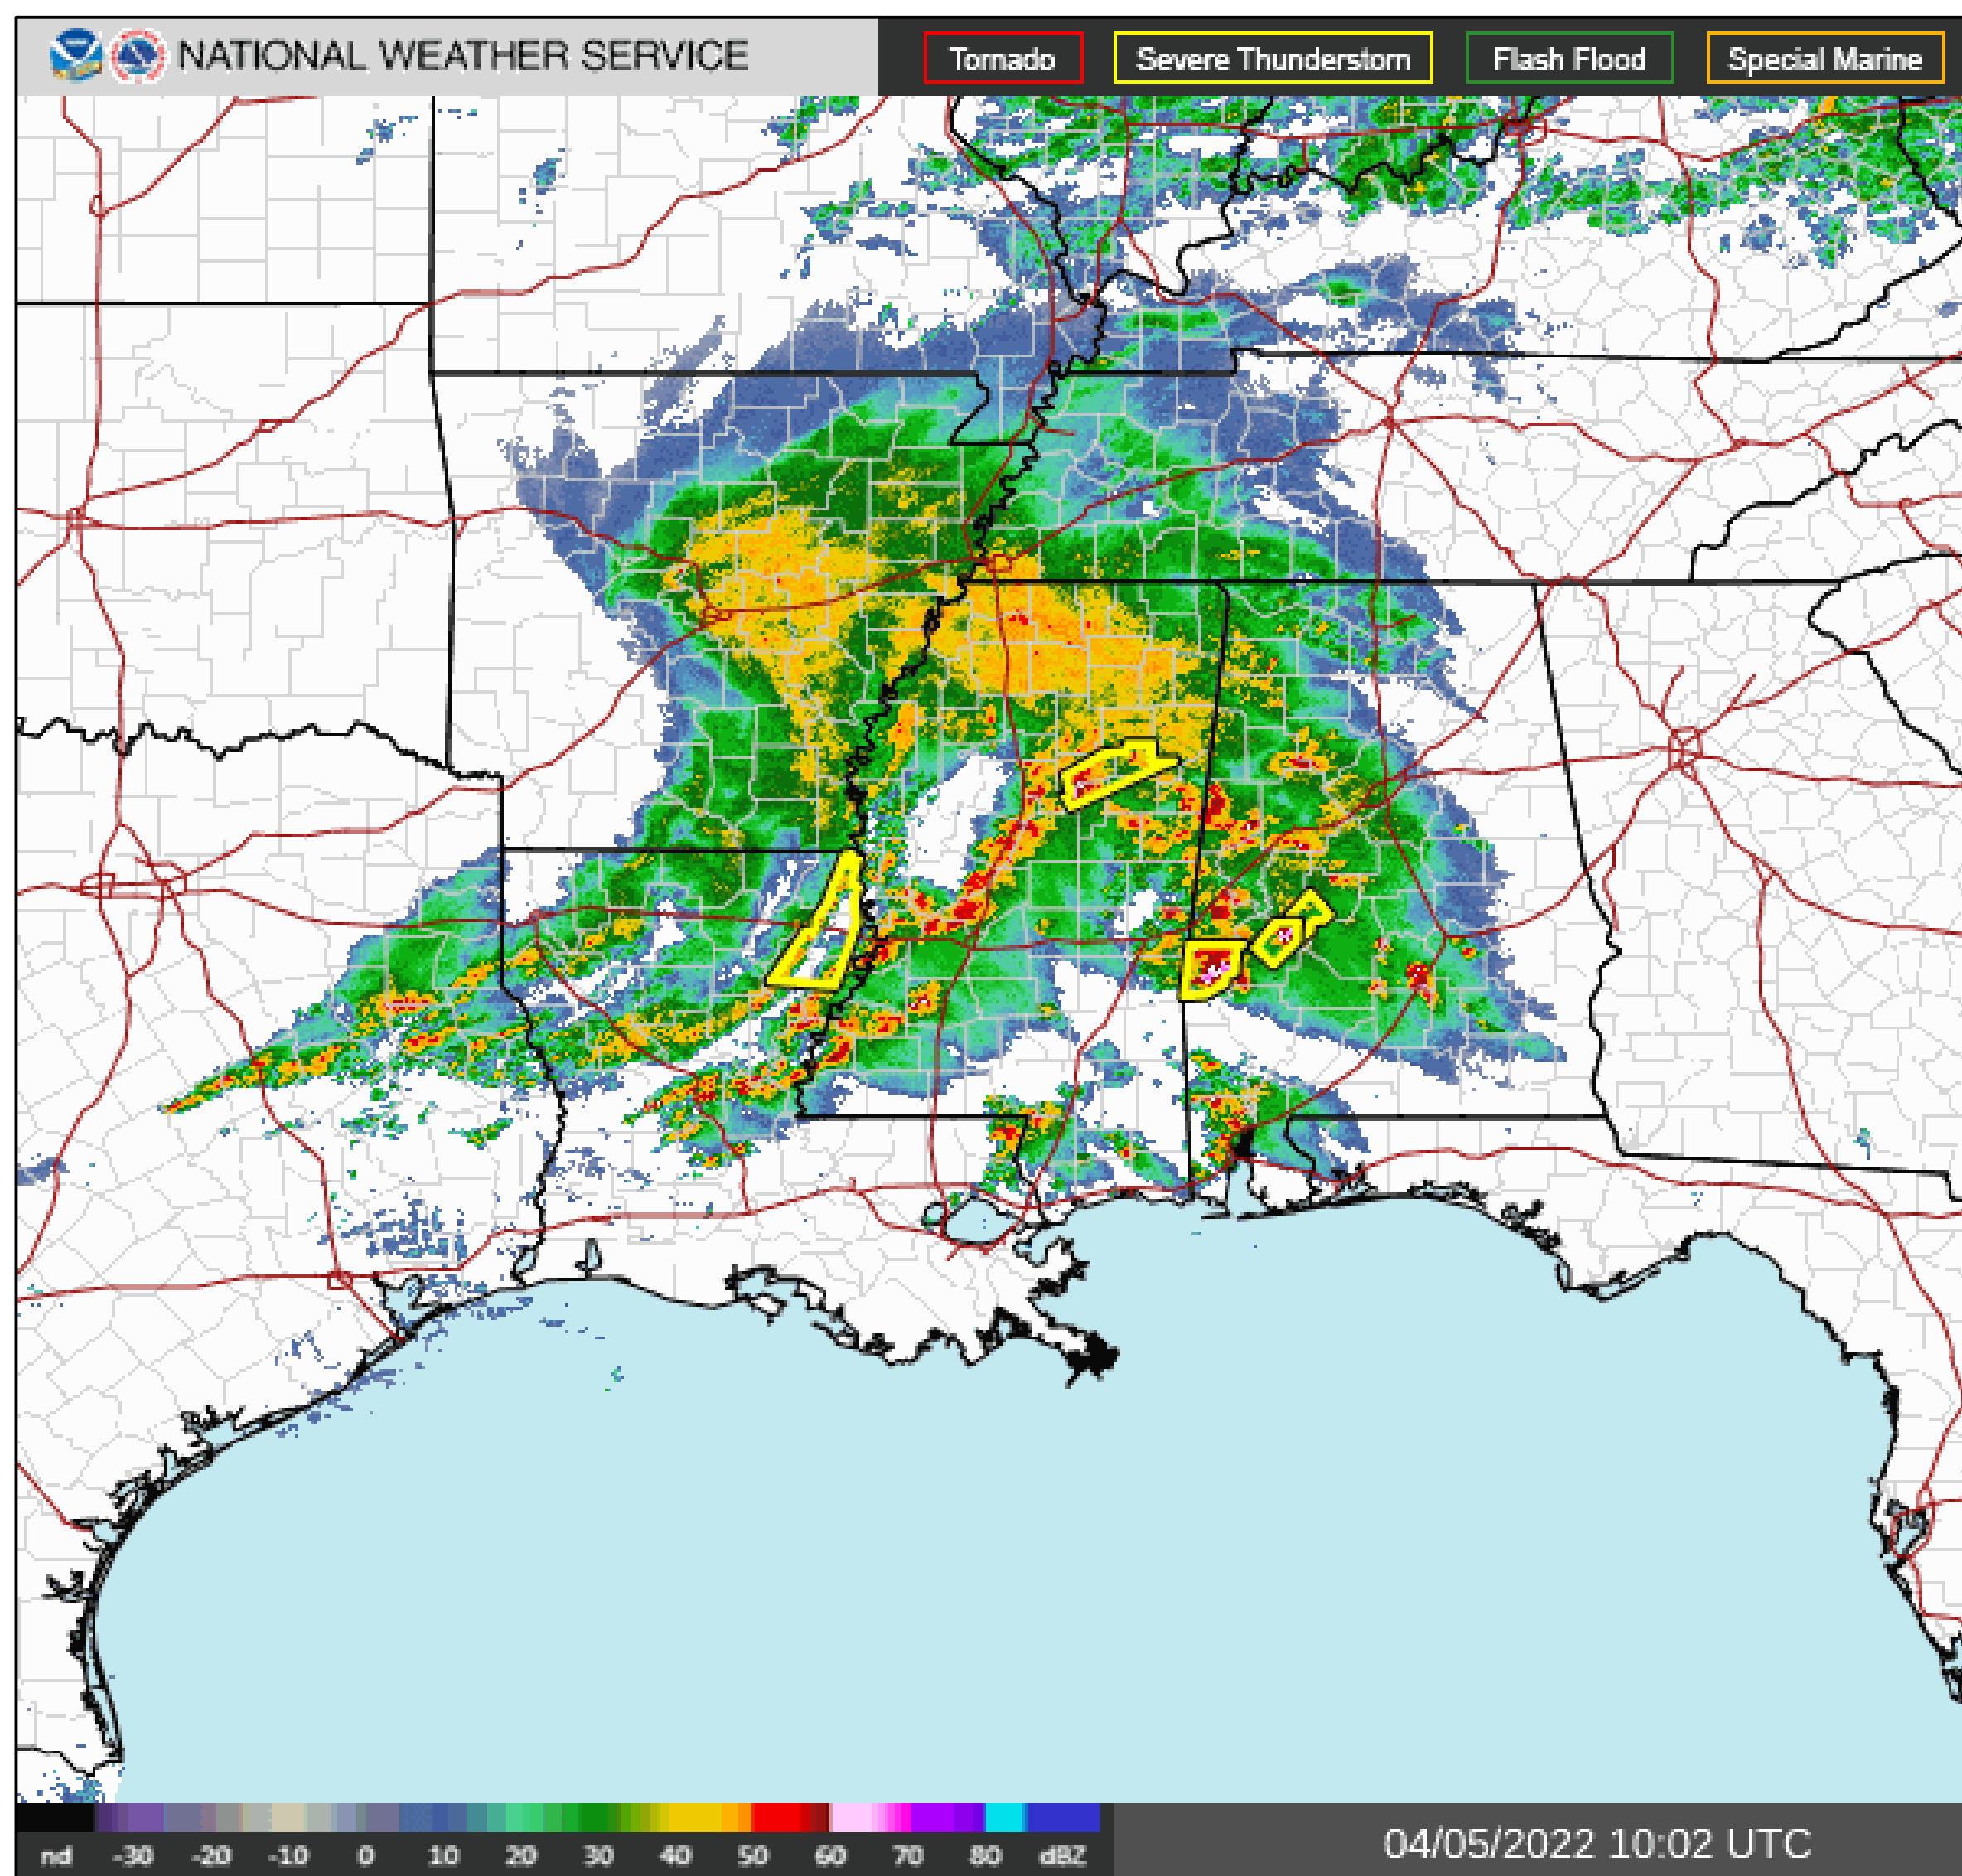 NATIONAL WEATHER SERVICE
Tornado Severe Thunderstorm Flash Flood Special Marine
nd -30 -20 -10 0 10 20 30 40 50 60 70 80 dBZ
04/05/2022 10:02 UTC